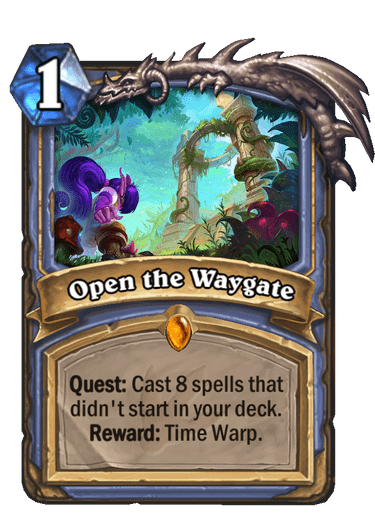 1
Open the Waygate
Quest: Cast 8 spells that
didn't start in your deck.
Reward: Time Warp.